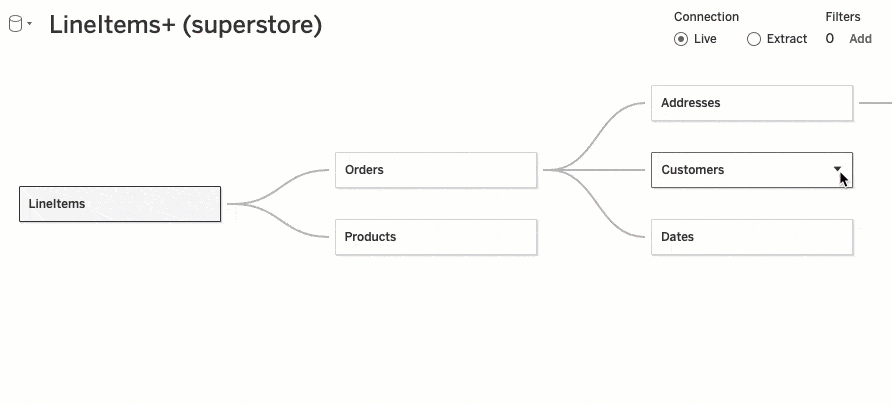 LineItems+ (superstore)
Connection
Live Extract
Filters
0 Add
Addresses
Orders
Customers
LineItems
Products
Dates